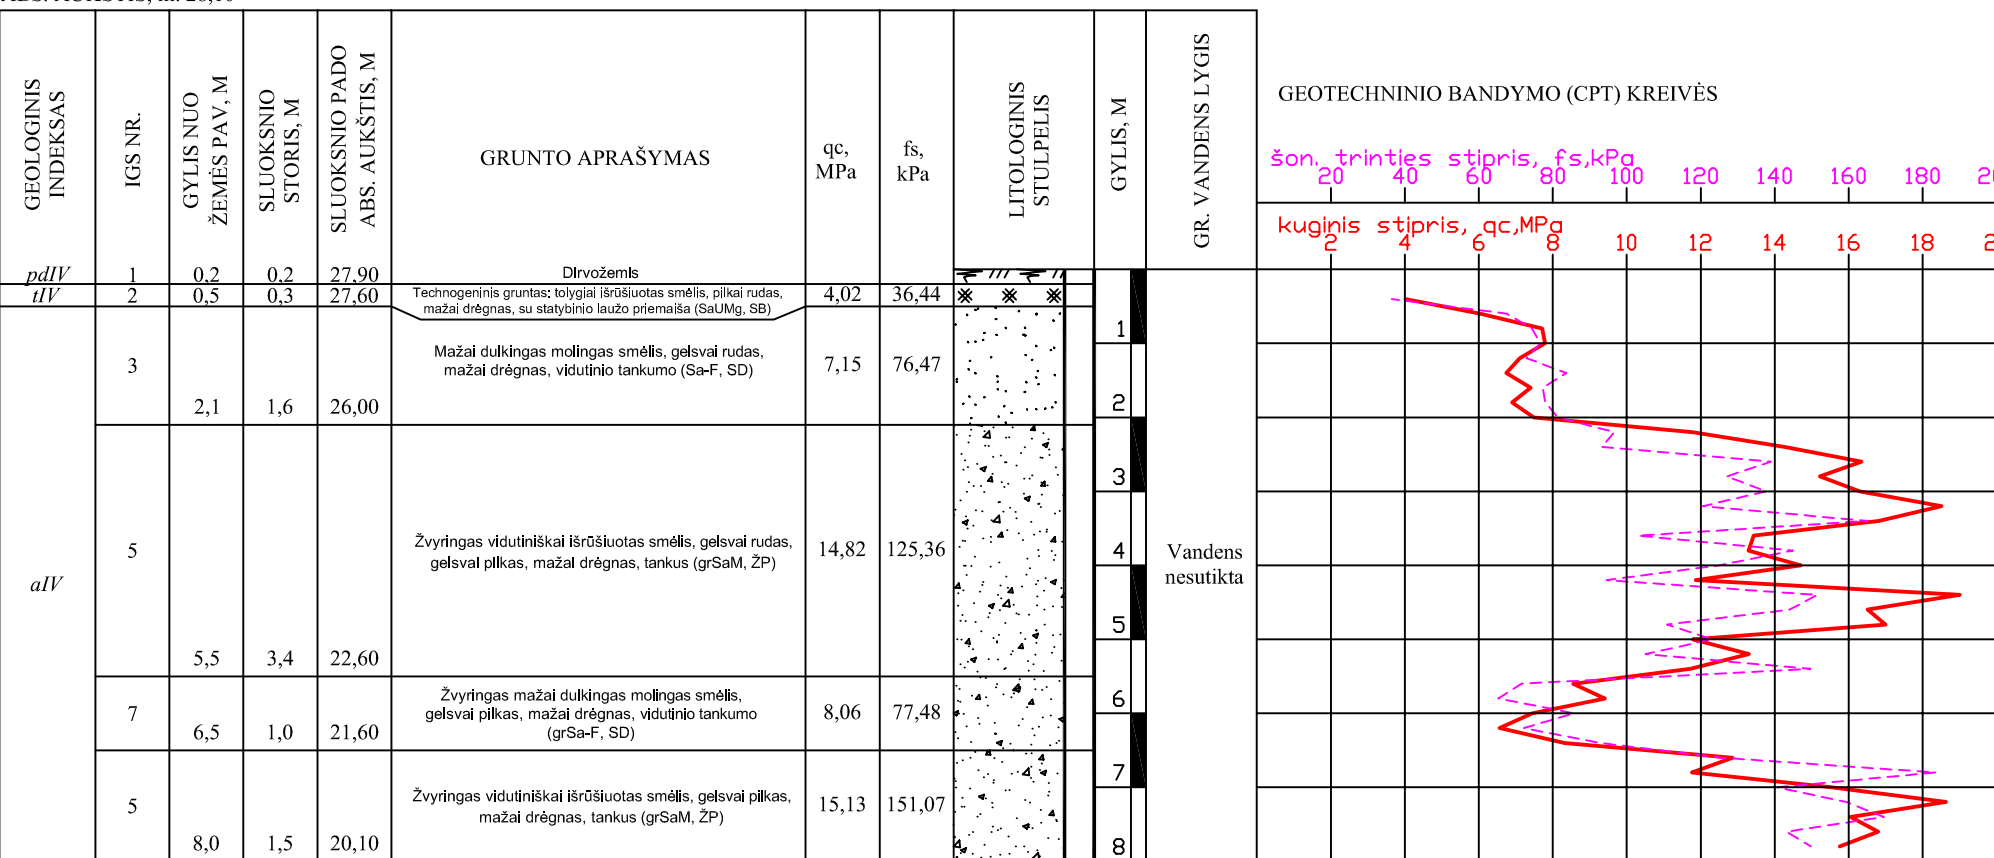 GEOLOGINIS
INDEKSAS
IGS NR.
GYLIS NUO
ŽEMĖS PAV, M
SLUOKSNIO
STORIS, M
SLUOKSNIO PADO
ABS. AUKŠTIS, M
GRUNTO APRAŠYMAS
qc,
MPa
fs,
kPa
LITOLOGINIS
STULPELIS
GYLIS, M
GR. VANDENS LYGIS
GEOTECHNINIO BANDYMO (CPT) KREIVĖS
šon. trinties stipris, fs,kPa
20 40 60 80 100 120 140 160 180
kuginis stipris, qc,MPa
2 4 6 8 10 12 14 16 18
pdIV 1 0,2 0,2 27,90 Dirvožemis
tIV 2 0,5 0,3 27,60 Technogeninis gruntas: tolygiai išrūšiuotas smėlis, pilkai rudas, 4,02 36,44
mažai drėgnas, su statybinio laužo priemaiša (SaUMg, SB)
1
Mažai dulkingas molingas smėlis, gelsvai rudas,
3 mažai drėgnas, vidutinio tankumo (Sa-F, SD) 7,15 76,47
2,1 1,6 26,00 2
3
5 Žvyringas vidutiniškai išrūšiuotas smėlis, gelsvai rudas, 14,82 125,36 4 Vandens
gelsvai pilkas, mažai drėgnas, tankus (grSaM, ŽP) nesutikta
aIV
5
5,5 3,4 22,60
Žvyringas mažai dulkingas molingas smėlis, 6
7 gelsvai pilkas, mažai drėgnas, vidutinio tankumo 8,06 77,48
6,5 1,0 21,60 (grSa-F, SD)
7
5 Žvyringas vidutiniškai išrūšiuotas smėlis, gelsvai pilkas, 15,13 151,07
mažai drėgnas, tankus (grSaM, ŽP)
8,0 1,5 20,10 8